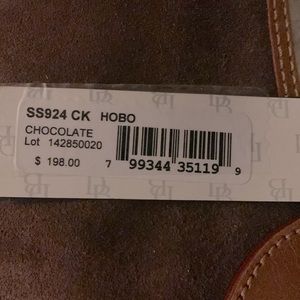 SS924 CK HOBO
CHOCOLATE
Lot 142850020
$ 198.00
7 99344 35119 9